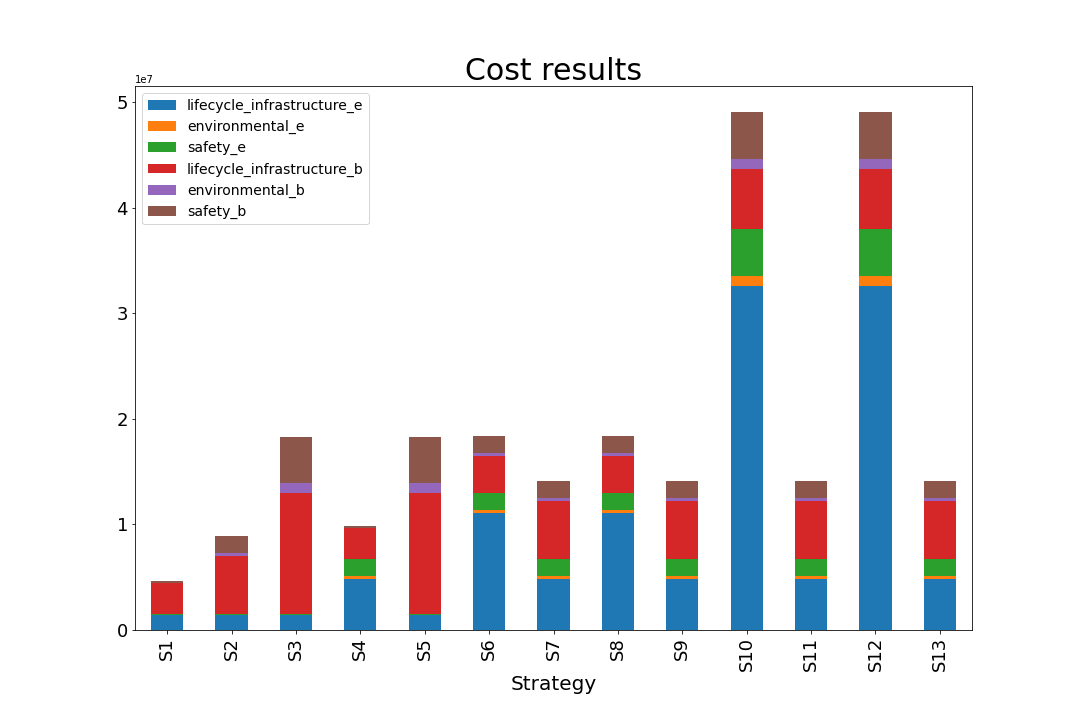 Cost results
1e7
5
4
3
2
1
0
lifecycle_infrastructure_e
environmental_e
safety_e
lifecycle_infrastructure_b
environmental_b
safety_b
S1 S2 S3 S4 S5 S6 S7 S8 S9 S10 S11 S12 S13
Strategy